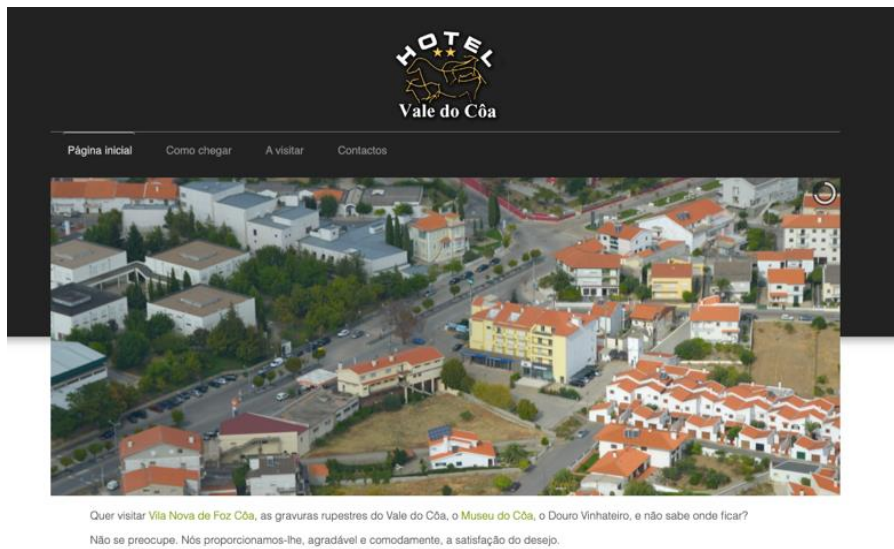 HOTEL
Vale do Côa
Página inicial
Como chegar
A visitar
Contactos
Quer visitar Vila Nova de Foz Côa, as gravuras rupestres do Vale do Côa, o Museu do Côa, o Douro Vinhateiro, e não sabe onde ficar?
Não se preocupe. Nós proporcionamos-lhe, agradável e comodamente, a satisfação do desejo.